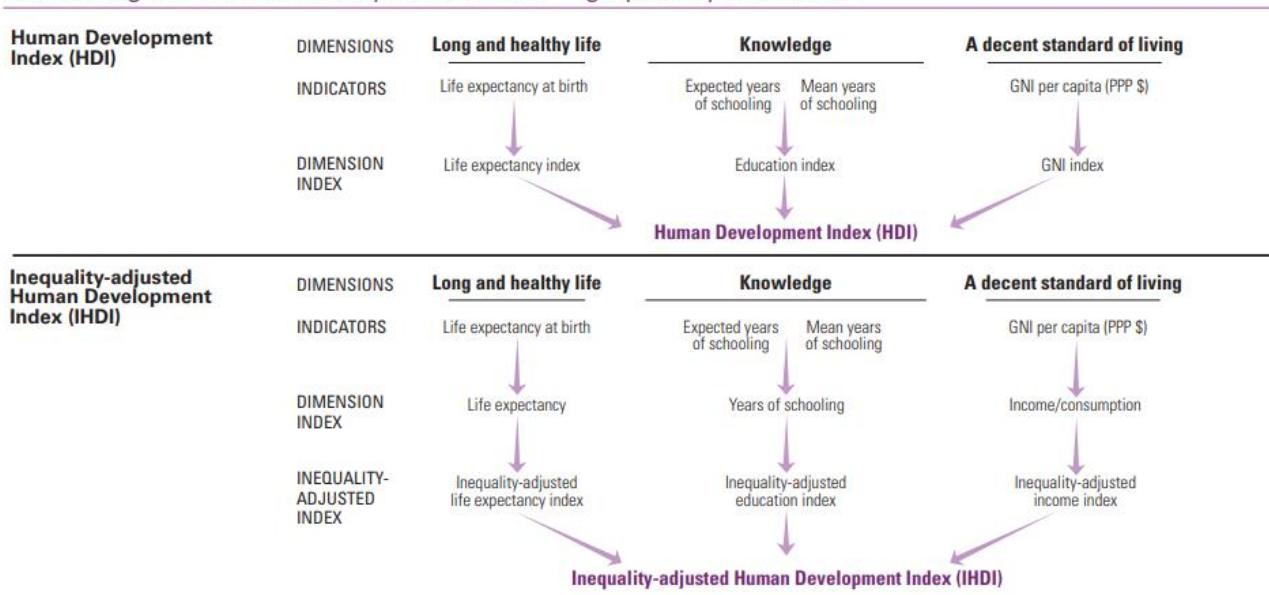 Human Development
Index (HDI)
DIMENSIONS
Long and healthy life
Knowledge
A decent standard of living
INDICATORS
Life expectancy at birth
Expected years
of schooling
Mean years
of schooling
GNI per capita (PPP $)
DIMENSION
INDEX
Life expectancy index
Education index
GNI index
Human Development Index (HDI)
Inequality-adjusted
Human Development
Index (IHDI)
DIMENSIONS
Long and healthy life
Knowledge
A decent standard of living
INDICATORS
Life expectancy at birth
Expected years
of schooling
Mean years
of schooling
GNI per capita (PPP $)
DIMENSION
INDEX
Life expectancy
Years of schooling
Income/consumption
INEQUALITY-
ADJUSTED
INDEX
Inequality-adjusted
life expectancy index
Inequality-adjusted
education index
Inequality-adjusted
income index
Inequality-adjusted Human Development Index (IHDI)